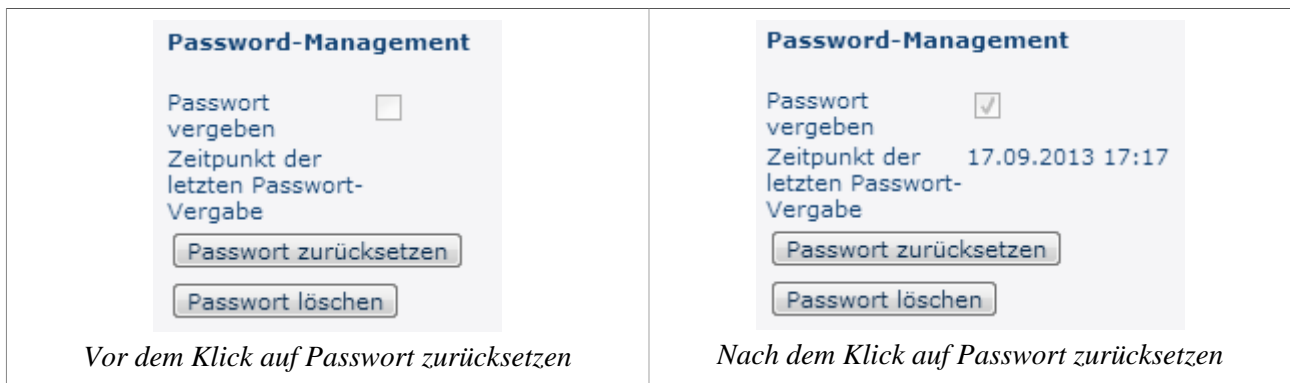 Password-Management
Passwort
vergeben
Zeitpunkt der
letzten Passwort-
Vergabe
Passwort zurücksetzen
Passwort löschen
Vor dem Klick auf Passwort zurücksetzen
Password-Management
Passwort
vergeben
Zeitpunkt der 17.09.2013 17:17
letzten Passwort-
Vergabe
Passwort zurücksetzen
Passwort löschen
Nach dem Klick auf Passwort zurücksetzen